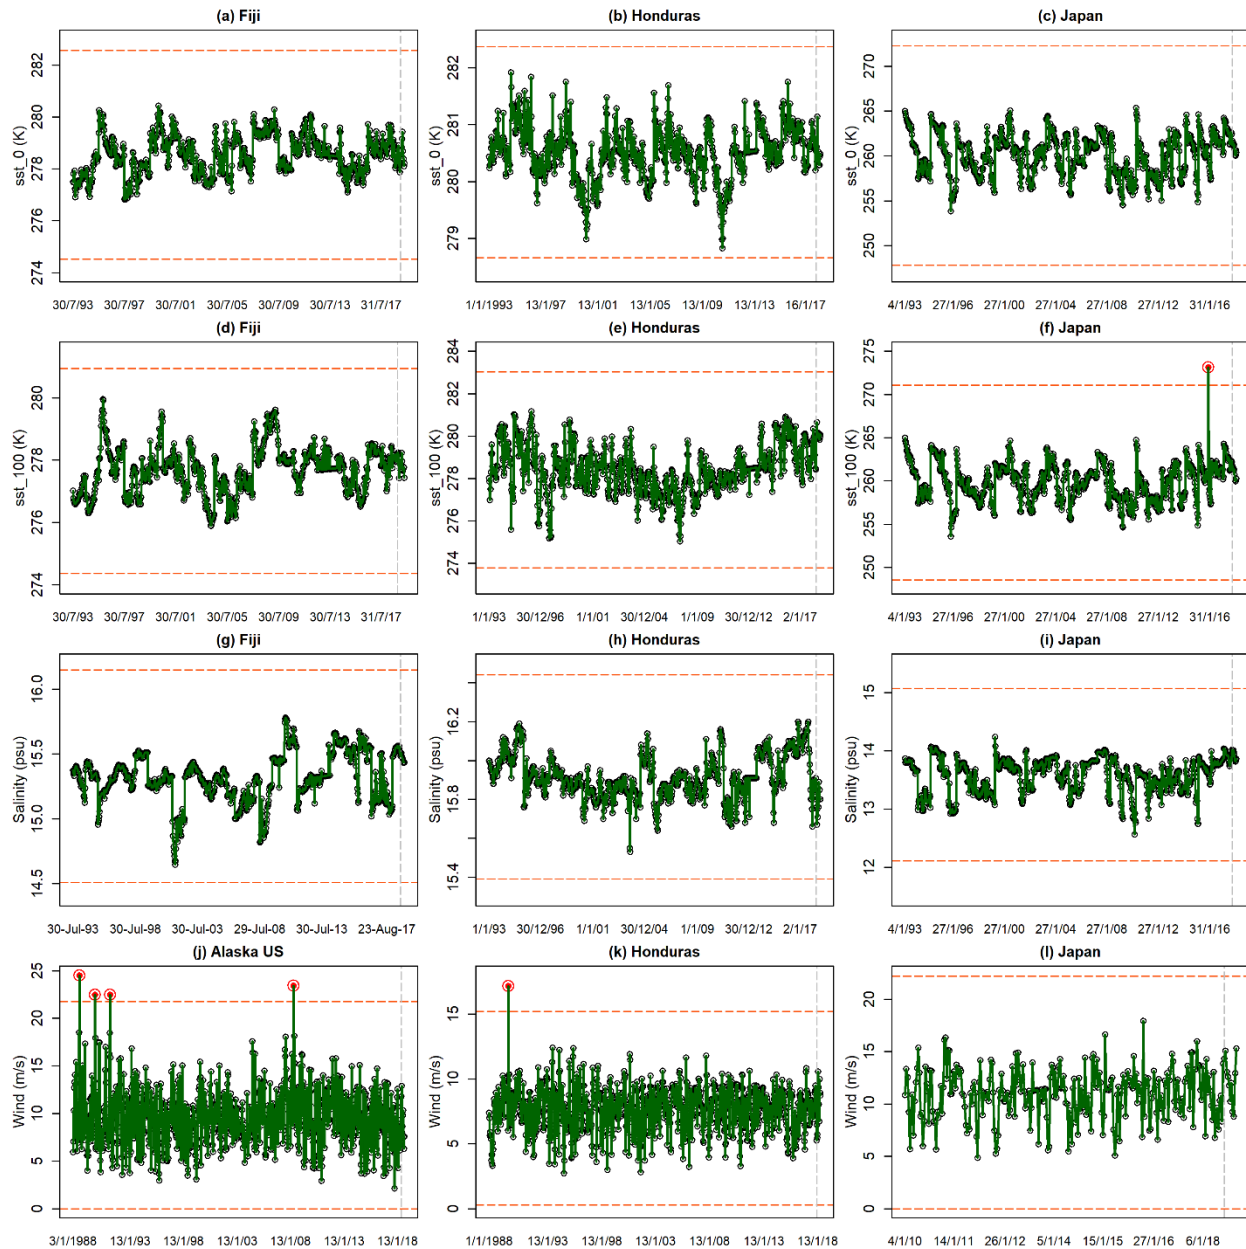 (a) Fiji
sst_0 (K)
282
280
278
276
274
30/7/93 30/7/97 30/7/01 30/7/05 30/7/09 30/7/13 31/7/17
(b) Honduras
sst_0 (K)
282
281
280
279
1/1/1993 13/1/97 13/1/01 13/1/05 13/1/09 13/1/13 16/1/17
(c) Japan
sst_0 (K)
270
265
260
255
250
4/1/93 27/1/96 27/1/00 27/1/04 27/1/08 27/1/12 31/1/16
(d) Fiji
sst_100 (K)
280
278
276
274
30/7/93 30/7/97 30/7/01 30/7/05 30/7/09 30/7/13 31/7/17
(e) Honduras
sst_100 (K)
284
282
280
278
276
274
1/1/93 30/12/96 1/1/01 30/12/04 1/1/09 30/12/12 2/1/17
(f) Japan
sst_100 (K)
275
270
265
260
255
250
4/1/93 27/1/96 27/1/00 27/1/04 27/1/08 27/1/12 31/1/16
(g) Fiji
Salinity (psu)
16.0
15.5
15.0
14.5
30-Jul-93 30-Jul-98 30-Jul-03 29-Jul-08 30-Jul-13 23-Aug-17
(h) Honduras
Salinity (psu)
16.2
15.8
15.4
1/1/93 30/12/96 1/1/01 30/12/04 1/1/09 30/12/12 2/1/17
(i) Japan
Salinity (psu)
15
14
13
12
4/1/93 27/1/96 27/1/00 27/1/04 27/1/08 27/1/12 31/1/16
(j) Alaska US
Wind (m/s)
25
20
15
10
5
0
3/1/1988 13/1/93 13/1/98 13/1/03 13/1/08 13/1/13 13/1/18
(k) Honduras
Wind (m/s)
15
10
5
0
1/1/1988 13/1/93 13/1/98 13/1/03 13/1/08 13/1/13 13/1/18
(l) Japan
Wind (m/s)
20
15
10
5
0
4/1/10 14/1/11 26/1/12 5/1/14 15/1/15 27/1/16 6/1/18